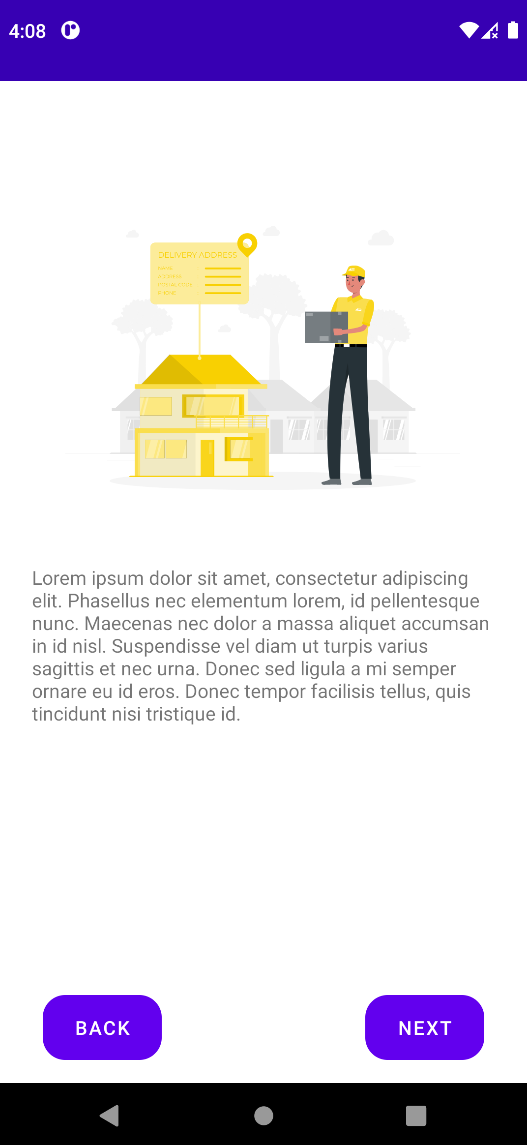 4:08
DELIVERY ADDRESS
Lorem ipsum dolor sit amet, consectetur adipiscing
elit. Phasellus nec elementum lorem, id pellentesque
nunc. Maecenas nec dolor a massa aliquet accumsan
in id nisl. Suspendisse vel diam ut turpis varius
sagittis et nec urna. Donec sed ligula a mi semper
ornare eu id eros. Donec tempor facilisis tellus, quis
tincidunt nisi tristique id.
BACK
NEXT